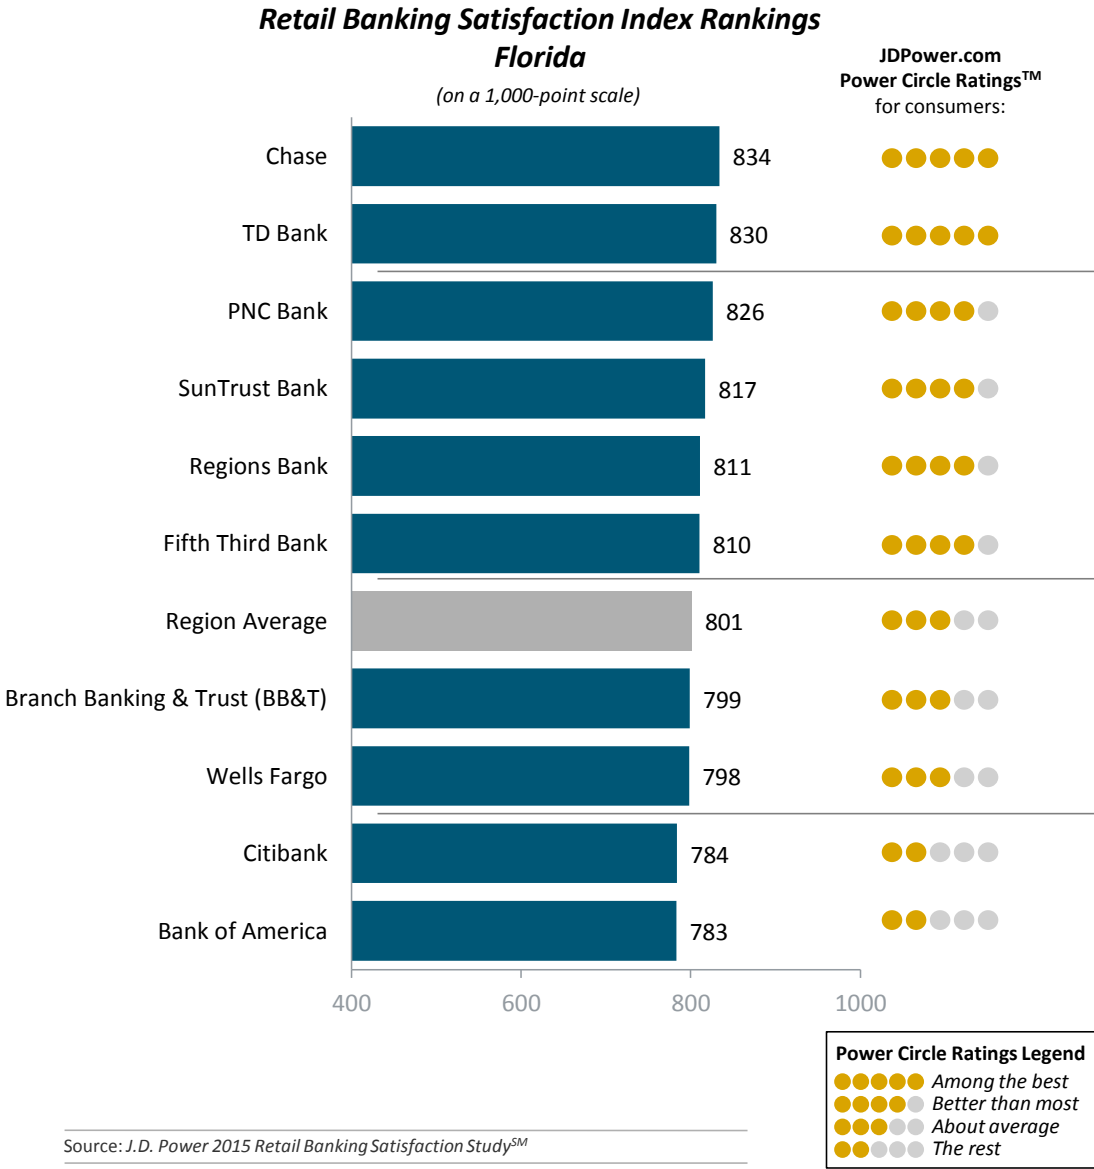 Retail Banking Satisfaction Index Rankings
Florida
(on a 1,000-point scale)
JDPower.com
Power Circle Ratings™
for consumers:
Chase 834
TD Bank 830
PNC Bank 826
SunTrust Bank 817
Regions Bank 811
Fifth Third Bank 810
Region Average 801
Branch Banking & Trust (BB&T) 799
Wells Fargo 798
Citibank 784
Bank of America 783
400 600 800 1000
Power Circle Ratings Legend
Among the best
Better than most
About average
The rest
Source: J.D. Power 2015 Retail Banking Satisfaction Study℠